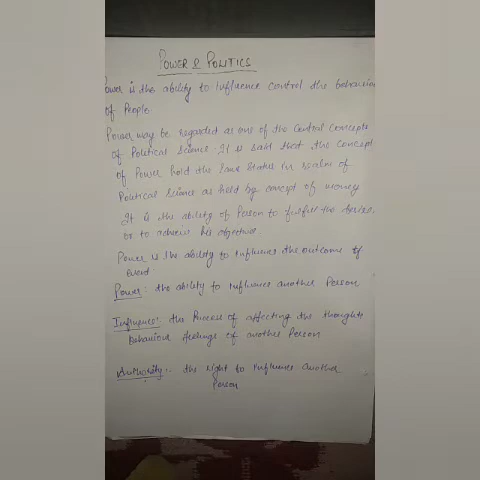 POWER & POLITICS
Power is the ability to influence control the behaviour
of People
Power may be regarded as one of the Central Concepts
of Political Science. It is said that the concept
of Power hold the same status in realm of
Political Science as held by concept of money
It is the ability of Person to fulfill the desires
or to achieve his objectives
Power is the ability to influence the outcome of
event
Power: the ability to influence another Person
Influence: the Process of affecting the thoughts
Behaviour feelings of another Person
Authority:- the right to influence another
Person